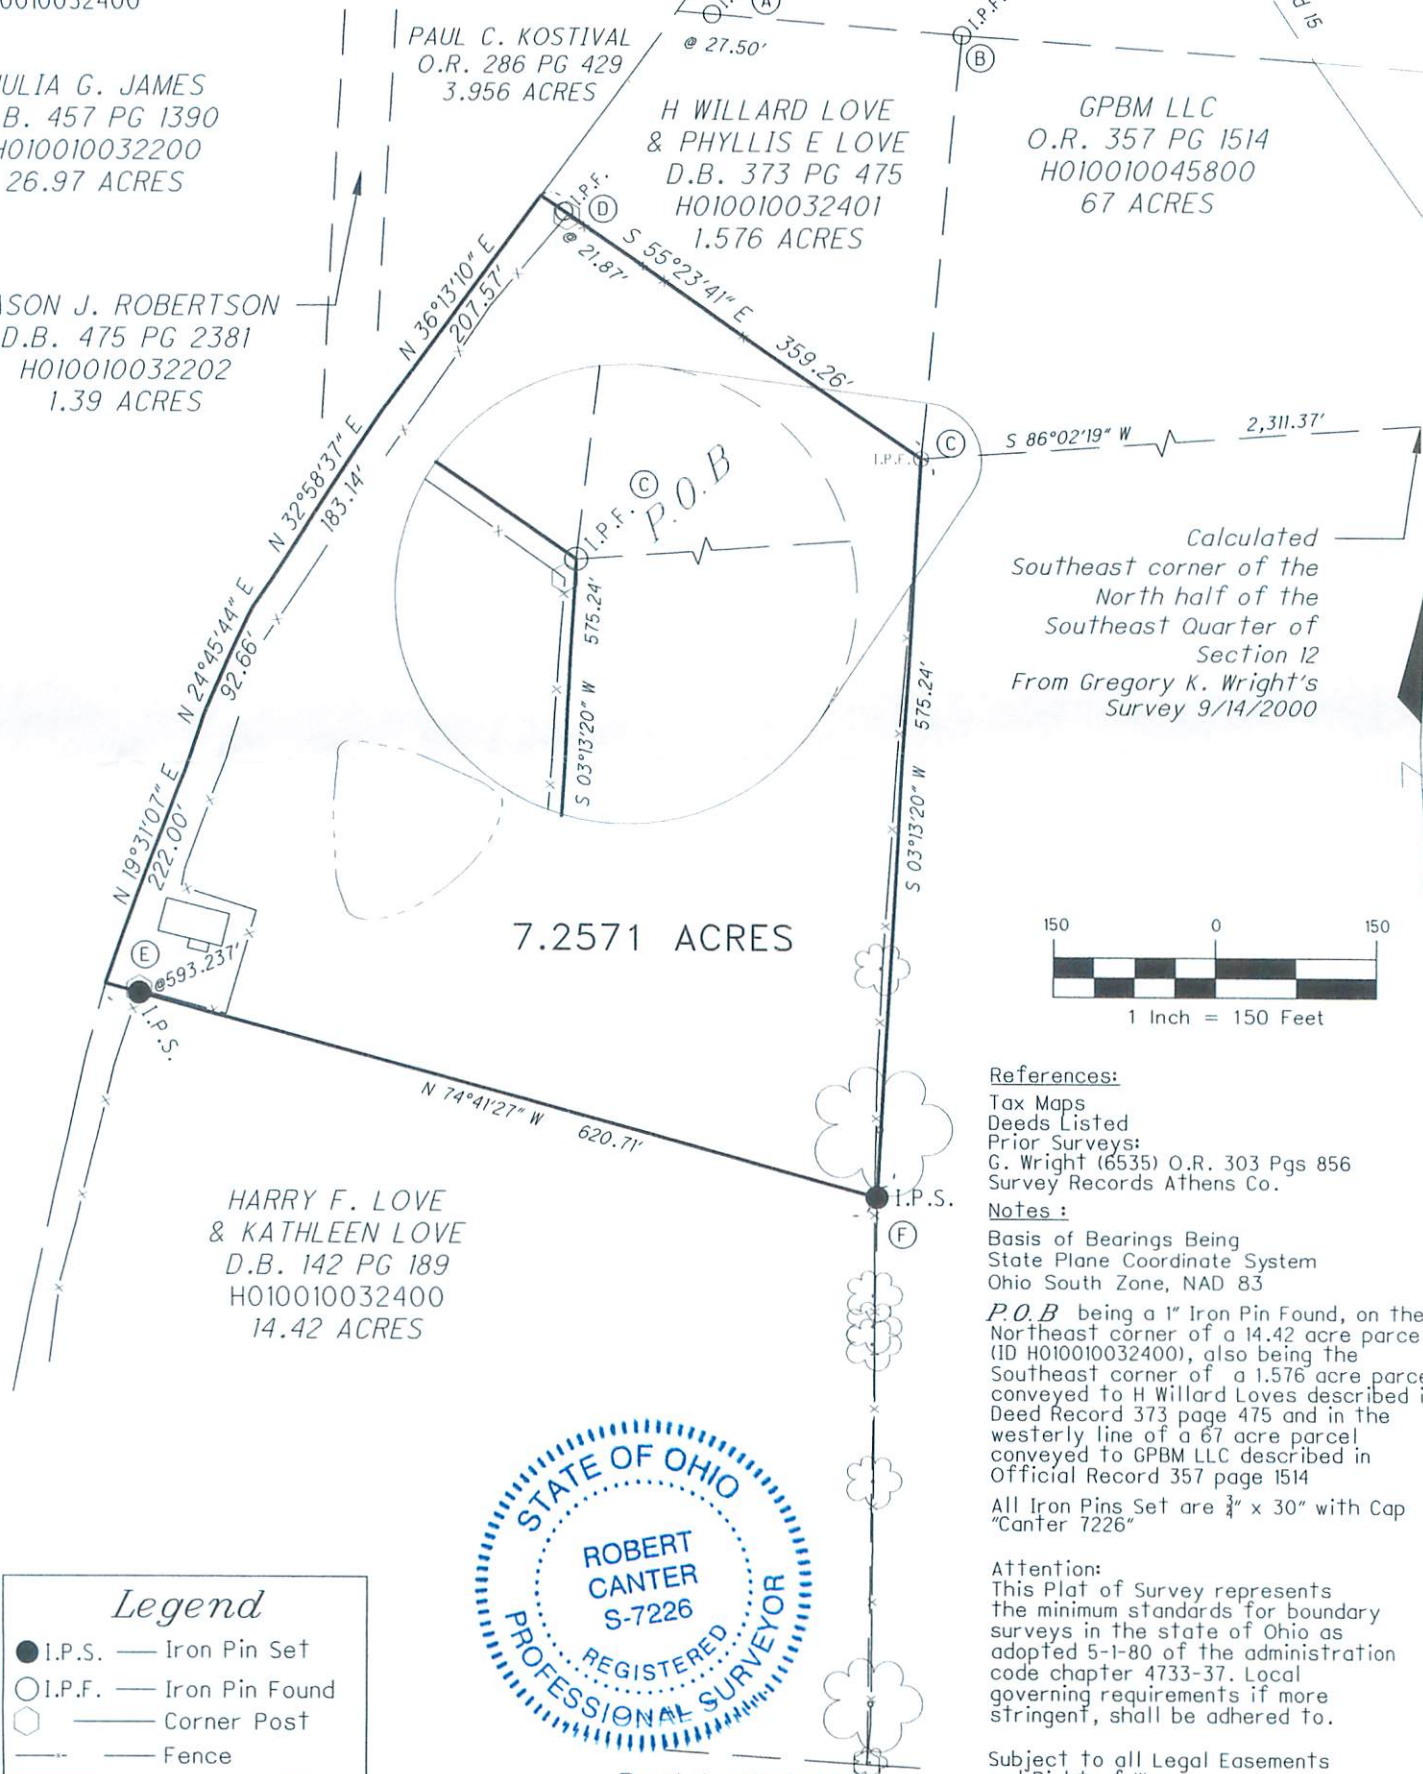 PAUL C. KOSTIVAL
O.R. 286 PG 429
3.956 ACRES
G. JAMES
457 PG 1390
26.97 ACRES
J. ROBERTSON
D.B. 475 PG 2381
H010010032202
1.39 ACRES
A
@ 27.50'
B
15
H WILLARD LOVE
& PHYLLIS E LOVE
D.B. 373 PG 475
H010010032401
1.576 ACRES
GPBM LLC
O.R. 357 PG 1514
H010010045800
67 ACRES
I.P.F.
D
@ 21.87'
S 55°23'41" E 359.26'
N 36°13'10" E
207.57'
N 32°58'37" E
183.14'
N 24°45'44" E
92.66'
N 19°31'07" E
222.00'
C
I.P.F.
P.O.B
S 03°13'20" W 575.24'
I.P.F.
C
S 86°02'19" W 2,311.37'
Calculated
Southeast corner of the
North half of the
Southeast Quarter of
Section 12
From Gregory K. Wright's
Survey 9/14/2000
S 03°13'20" W 575.24'
7.2571 ACRES
E
@593.237'
I.P.S.
N 74°41'27" W 620.71'
I.P.S.
F
150 0 150
1 Inch = 150 Feet
HARRY F. LOVE
& KATHLEEN LOVE
D.B. 142 PG 189
H010010032400
14.42 ACRES
References:
Tax Maps
Deeds Listed
Prior Surveys:
G. Wright (6535) O.R. 303 Pgs 856
Survey Records Athens Co.
Notes :
Basis of Bearings Being
State Plane Coordinate System
Ohio South Zone, NAD 83
P.O.B being a 1" Iron Pin Found, on the
Northeast corner of a 14.42 acre parce
(ID H010010032400), also being the
Southeast corner of a 1.576 acre parc
conveyed to H Willard Loves described i
Deed Record 373 page 475 and in the
westerly line of a 67 acre parcel
conveyed to GPBM LLC described in
Official Record 357 page 1514
All Iron Pins Set are ¾" x 30" with Cap
"Canter 7226"
Attention:
This Plat of Survey represents
the minimum standards for boundary
surveys in the state of Ohio as
adopted 5-1-80 of the administration
code chapter 4733-37. Local
governing requirements if more
stringent, shall be adhered to.
Subject to all Legal Easements
STATE OF OHIO
ROBERT
CANTER
S-7226
REGISTERED
PROFESSIONAL SURVEYOR
Legend
I.P.S. Iron Pin Set
I.P.F. Iron Pin Found
Corner Post
Fence